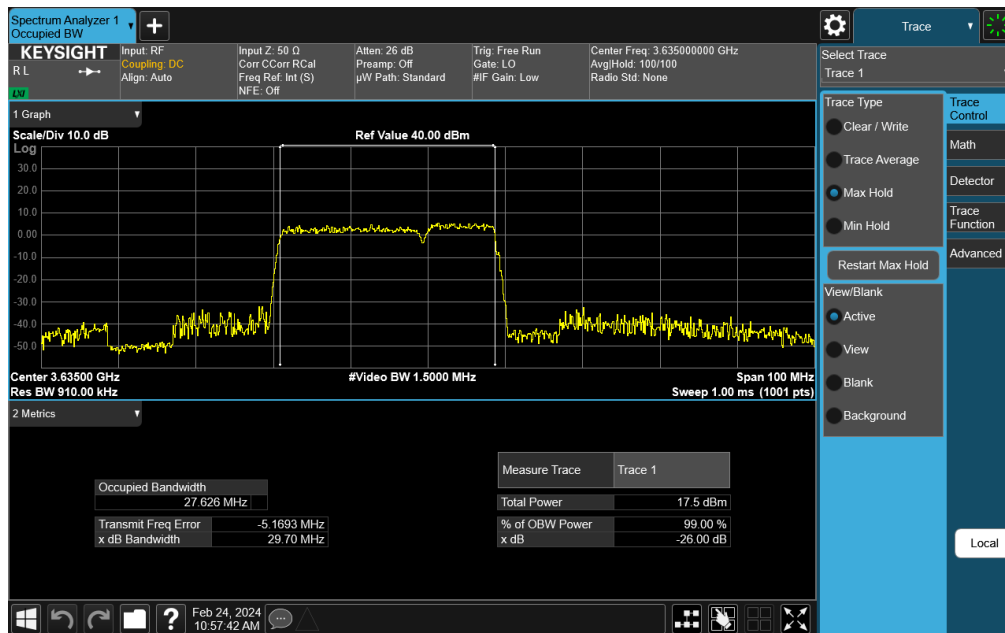 Spectrum Analyzer 1
Occupied BW
+
Trace
KEYSIGHT
R L
LXI
Input: RF
Coupling: DC
Align: Auto
Input Z: 50 Ω
Corr CCorr RCal
Freq Ref: Int (S)
NFE: Off
Atten: 26 dB
Preamp: Off
µW Path: Standard
Trig: Free Run
Gate: LO
#IF Gain: Low
Center Freq: 3.635000000 GHz
Avg|Hold: 100/100
Radio Std: None
Select Trace
Trace 1
1 Graph
Scale/Div 10.0 dB
Ref Value 40.00 dBm
Log
30.0
20.0
10.0
0.00
-10.0
-20.0
-30.0
-40.0
-50.0
Center 3.63500 GHz
#Video BW 1.5000 MHz
Span 100 MHz
Res BW 910.00 kHz
Sweep 1.00 ms (1001 pts)
2 Metrics
Occupied Bandwidth
27.626 MHz
Transmit Freq Error -5.1693 MHz
x dB Bandwidth 29.70 MHz
Measure Trace Trace 1
Total Power 17.5 dBm
% of OBW Power 99.00 %
x dB -26.00 dB
Trace Type
Clear / Write
Trace Average
Max Hold
Min Hold
Restart Max Hold
View/Blank
Active
View
Blank
Background
Trace
Control
Math
Detector
Trace
Function
Advanced
Local
?
Feb 24, 2024
10:57:42 AM